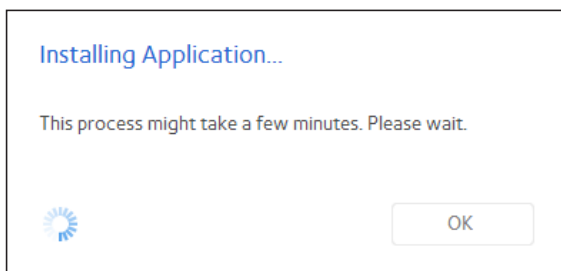 Installing Application...
This process might take a few minutes. Please wait.
OK